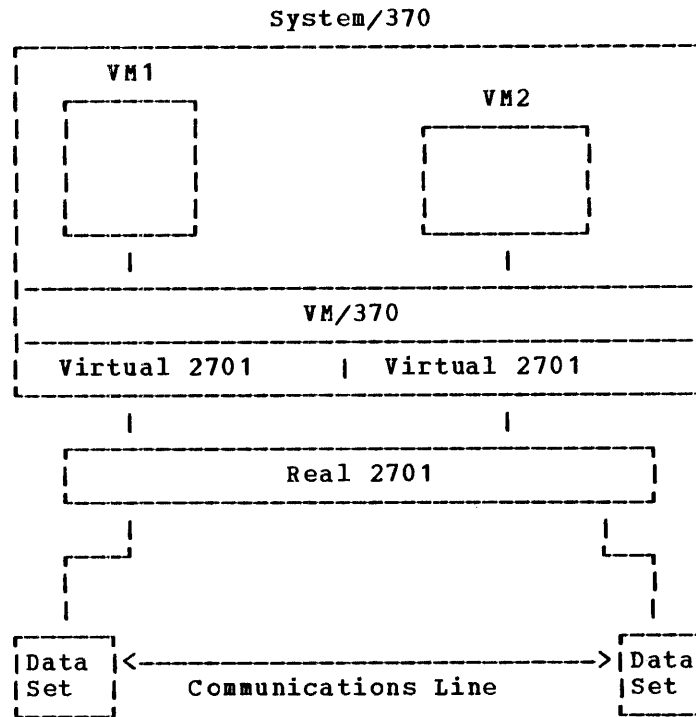 System/370
VM1
VM2
VM/370
Virtual 2701 | Virtual 2701
Real 2701
Data Data
Set Communications Line Set